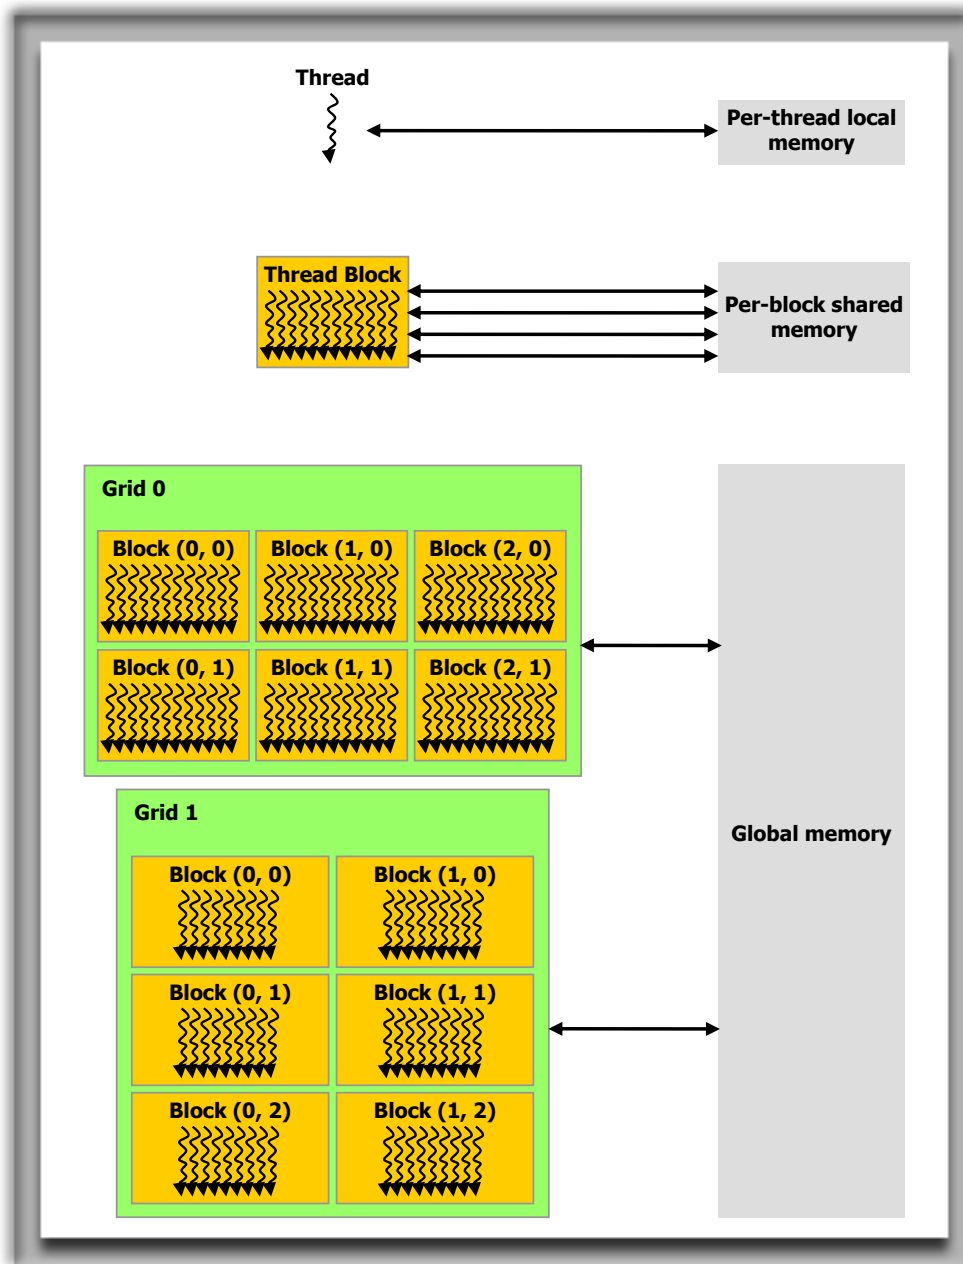 Thread
Per-thread local
memory
Thread Block
Per-block shared
memory
Grid 0
Block (0, 0)
Block (1, 0)
Block (2, 0)
Block (0, 1)
Block (1, 1)
Block (2, 1)
Grid 1
Global memory
Block (0, 0)
Block (1, 0)
Block (0, 1)
Block (1, 1)
Block (0, 2)
Block (1, 2)